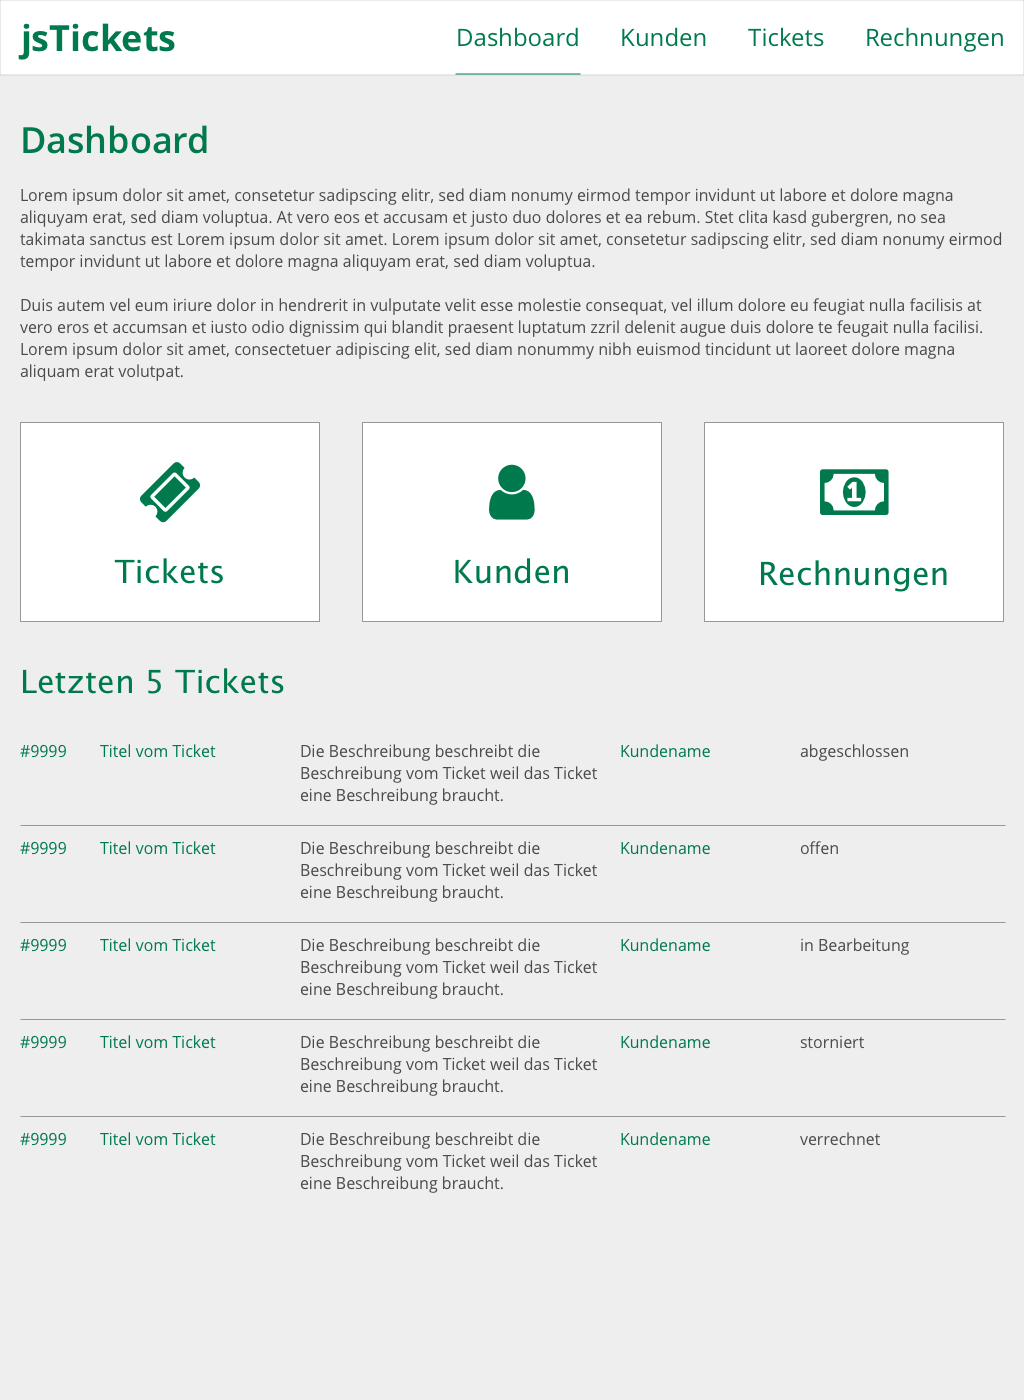 jsTickets
Dashboard Kunden Tickets Rechnungen
Dashboard
Lorem ipsum dolor sit amet, consetetur sadipscing elitr, sed diam nonumy eirmod tempor invidunt ut labore et dolore magna
aliquyam erat, sed diam voluptua. At vero eos et accusam et justo duo dolores et ea rebum. Stet clita kasd gubergren, no sea
takimata sanctus est Lorem ipsum dolor sit amet. Lorem ipsum dolor sit amet, consetetur sadipscing elitr, sed diam nonumy eirmod
tempor invidunt ut labore et dolore magna aliquyam erat, sed diam voluptua.
Duis autem vel eum iriure dolor in hendrerit in vulputate velit esse molestie consequat, vel illum dolore eu feugiat nulla facilisis at
vero eros et accumsan et iusto odio dignissim qui blandit praesent luptatum zzril delenit augue duis dolore te feugait nulla facilisi.
Lorem ipsum dolor sit amet, consectetuer adipiscing elit, sed diam nonummy nibh euismod tincidunt ut laoreet dolore magna
aliquam erat volutpat.
1
Tickets
Kunden
Rechnungen
Letzten 5 Tickets
#9999 Titel vom Ticket Die Beschreibung beschreibt die Kundename abgeschlossen
Beschreibung vom Ticket weil das Ticket
eine Beschreibung braucht.
#9999 Titel vom Ticket Die Beschreibung beschreibt die Kundename offen
Beschreibung vom Ticket weil das Ticket
eine Beschreibung braucht.
#9999 Titel vom Ticket Die Beschreibung beschreibt die Kundename in Bearbeitung
Beschreibung vom Ticket weil das Ticket
eine Beschreibung braucht.
#9999 Titel vom Ticket Die Beschreibung beschreibt die Kundename storniert
Beschreibung vom Ticket weil das Ticket
eine Beschreibung braucht.
#9999 Titel vom Ticket Die Beschreibung beschreibt die Kundename verrechnet
Beschreibung vom Ticket weil das Ticket
eine Beschreibung braucht.